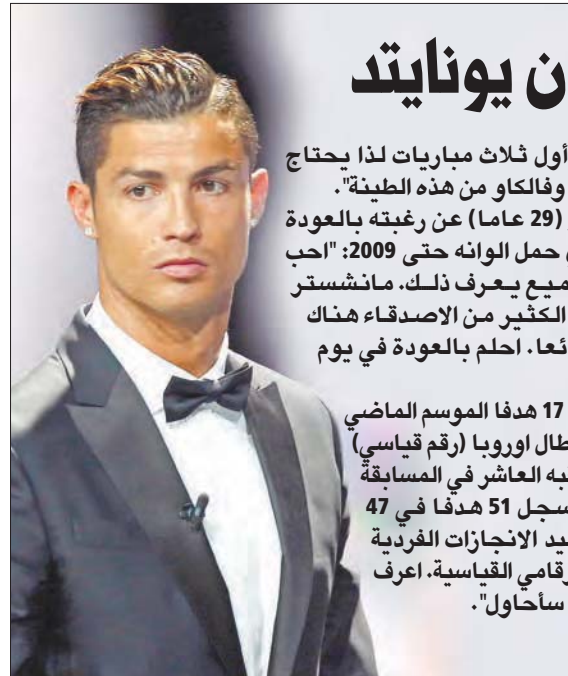 ن يونايتد
أول ثلاث مباريات لذا يحتاج
وفالكاو من هذه الطينة".
(29 عاما) عن رغبته بالعودة
حمل الوانه حتى 2009: "احب
ميع يعرف ذلك. مانشستر
الكثير من الاصدقاء هناك
ئعا. احلم بالعودة في يوم
17 هدفا الموسم الماضي
طال اوروبا (رقم قياسي)
به العاشر في المسابقة
سجل 51 هدفا في 47
يد الانجازات الفردية
رقامي القياسية. اعرف
سأحاول".